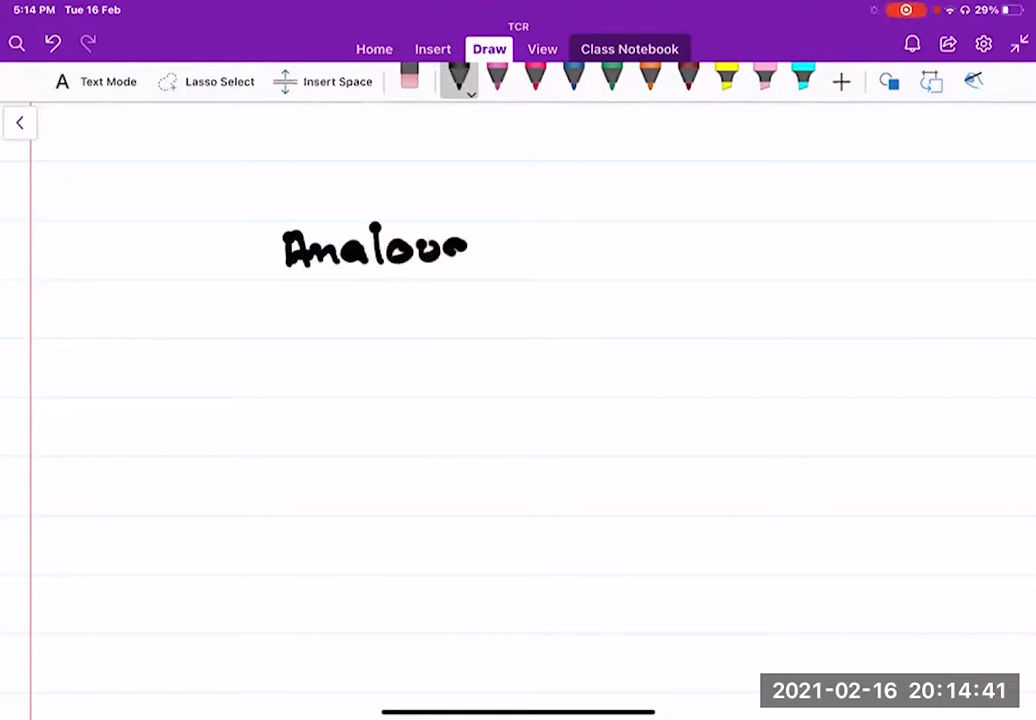 5:14 PM Tue 16 Feb
29%
TCR
Home Insert Draw View Class Notebook
A Text Mode Lasso Select Insert Space
2021-02-16 20:14:41